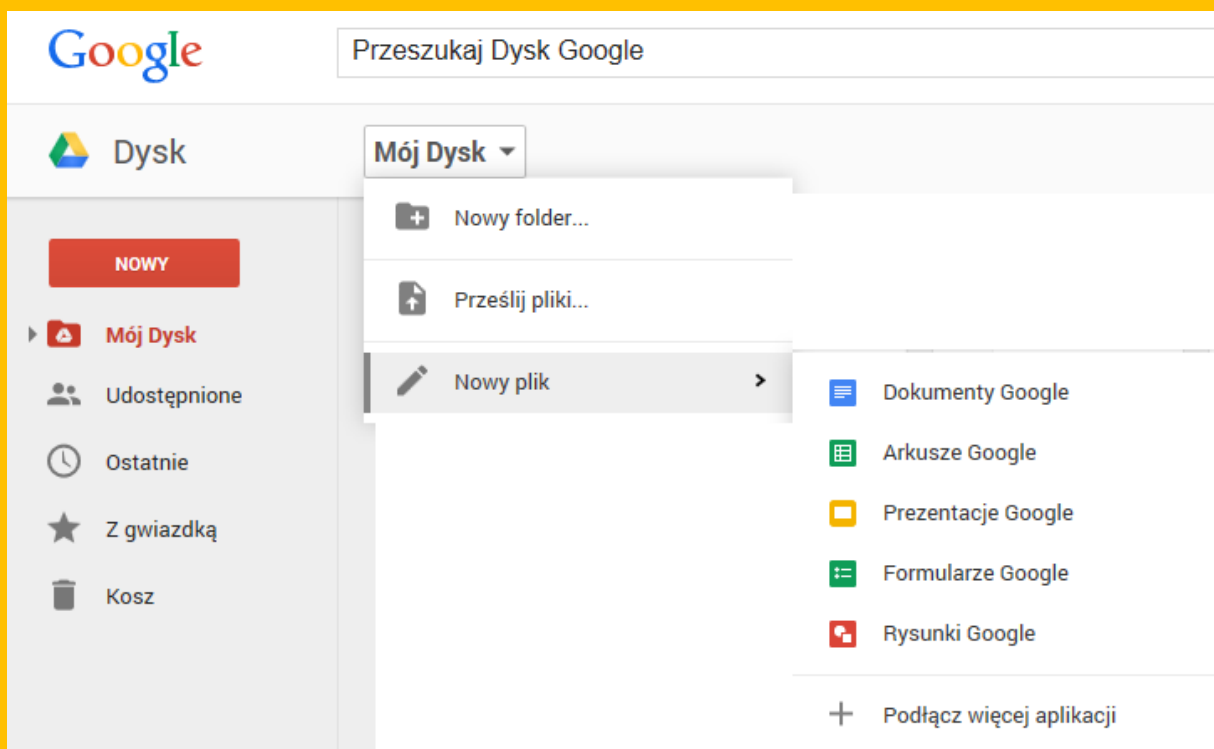 Google
Przeszukaj Dysk Google
Dysk
Mój Dysk
Nowy folder...
Prześlij pliki...
Nowy plik
NOWY
Mój Dysk
Udostępnione
Ostatnie
Z gwiazdką
Kosz
Dokumenty Google
Arkusze Google
Prezentacje Google
Formularze Google
Rysunki Google
Podłącz więcej aplikacji